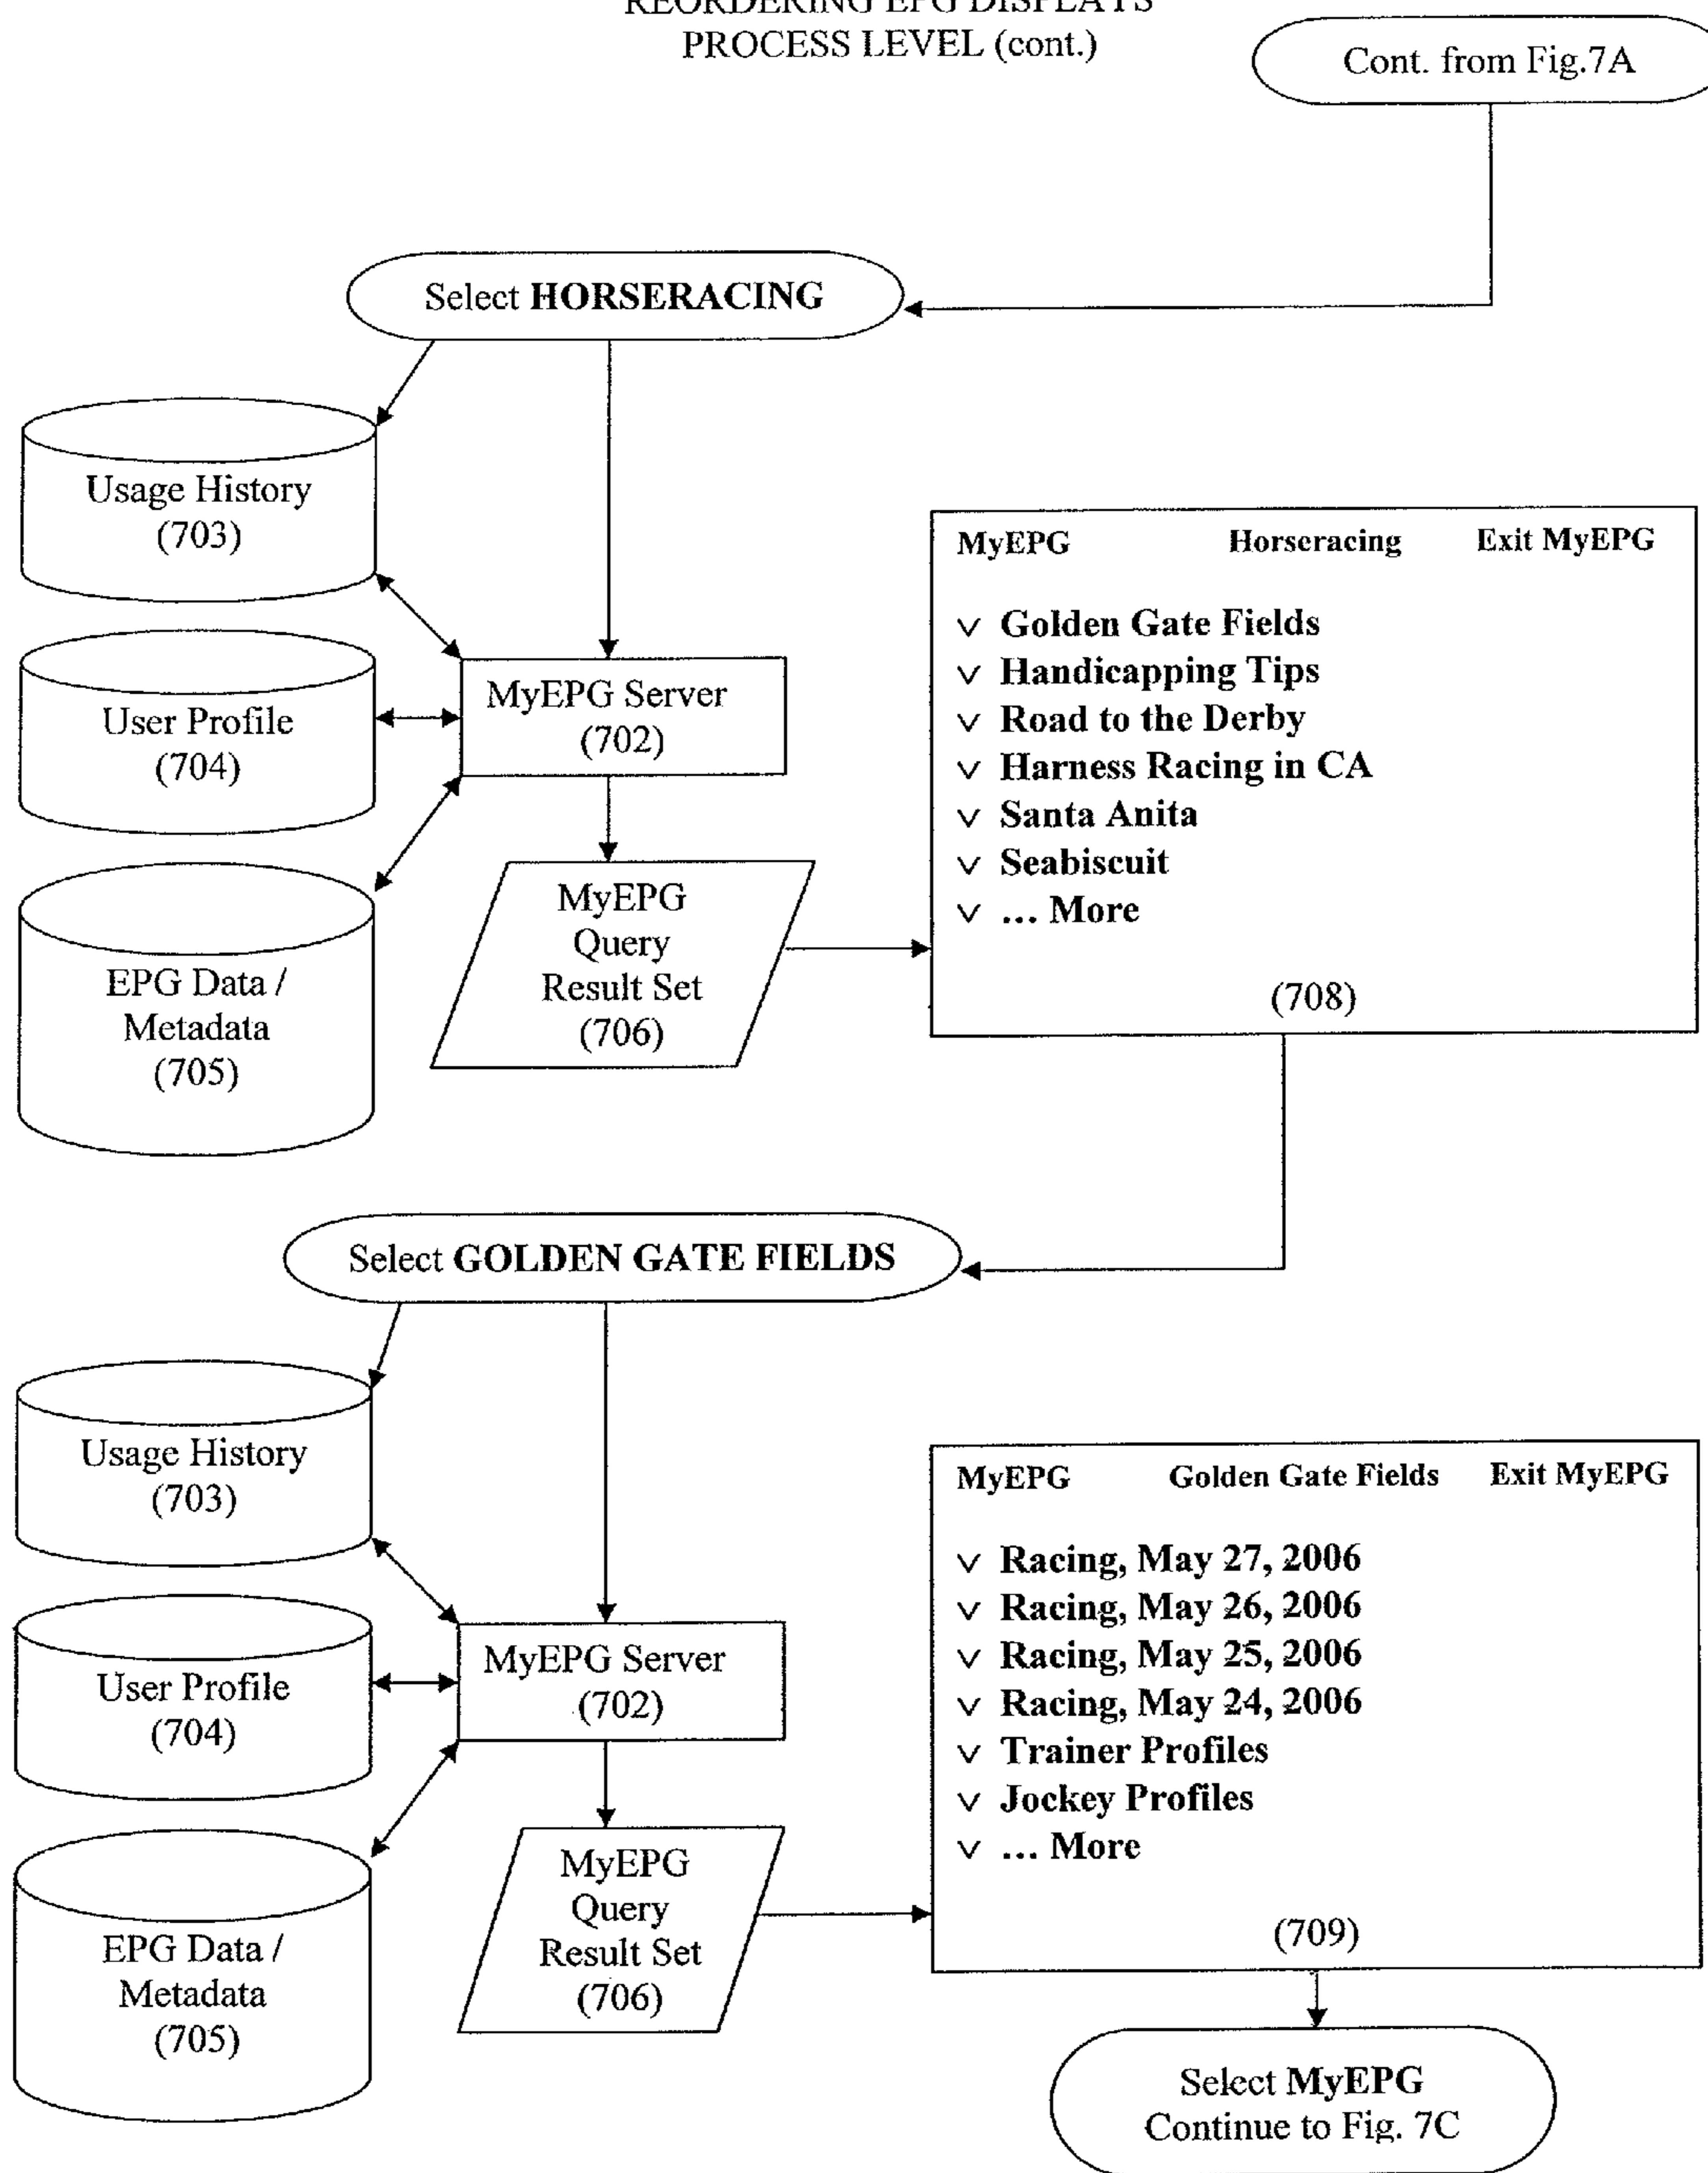 REORDERING EPG DISPLAYS
PROCESS LEVEL (cont.)
Cont. from Fig.7A
Select HORSERACING
Usage History
(703)
User Profile
(704)
EPG Data /
Metadata
(705)
MyEPG Server
(702)
MyEPG
Query
Result Set
(706)
MyEPG Horseracing Exit MyEPG
v Golden Gate Fields
v Handicapping Tips
v Road to the Derby
v Harness Racing in CA
v Santa Anita
v Seabiscuit
v ... More
(708)
Select GOLDEN GATE FIELDS
Usage History
(703)
User Profile
(704)
EPG Data /
Metadata
(705)
MyEPG Server
(702)
MyEPG
Query
Result Set
(706)
MyEPG Golden Gate Fields Exit MyEPG
v Racing, May 27, 2006
v Racing, May 26, 2006
v Racing, May 25, 2006
v Racing, May 24, 2006
v Trainer Profiles
v Jockey Profiles
v ... More
(709)
Select MyEPG
Continue to Fig. 7C